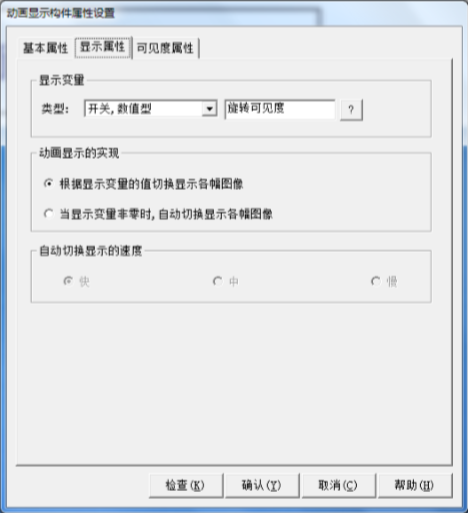 动画显示构件属性设置
基本属性 显示属性 可见度属性
显示变量
类型: 开关,数值型 旋转可见度 ?
动画显示的实现
根据显示变量的值切换显示各幅图像
当显示变量非零时,自动切换显示各幅图像
自动切换显示的速度
快 中 慢
检查(K) 确认(Y) 取消(C) 帮助(H)